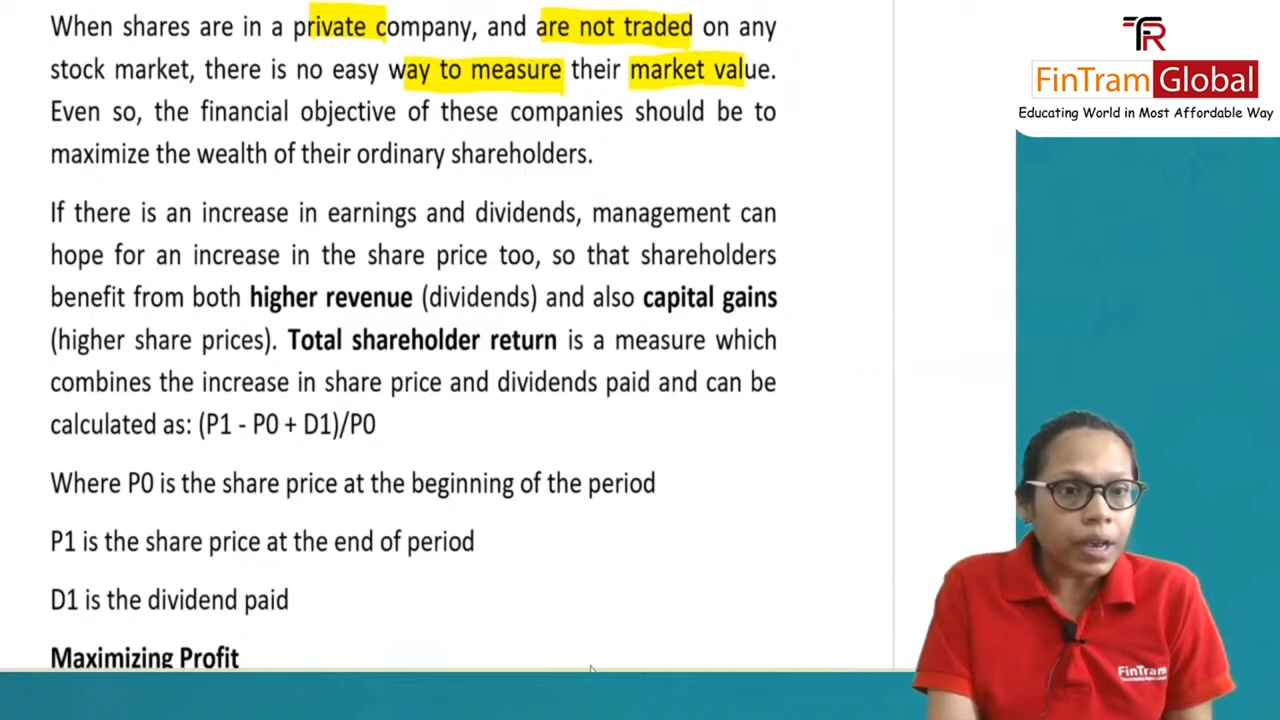 When shares are in a private company, and are not traded on any
stock market, there is no easy way to measure their market value.
Even so, the financial objective of these companies should be to
maximize the wealth of their ordinary shareholders.
If there is an increase in earnings and dividends, management can
hope for an increase in the share price too, so that shareholders
benefit from both higher revenue (dividends) and also capital gains
(higher share prices). Total shareholder return is a measure which
combines the increase in share price and dividends paid and can be
calculated as: (P1 - P0 + D1)/P0
Where P0 is the share price at the beginning of the period
P1 is the share price at the end of period
D1 is the dividend paid
Maximizing Profit
TR
FinTram Global
Educating World in Most Affordable Way
FinTram